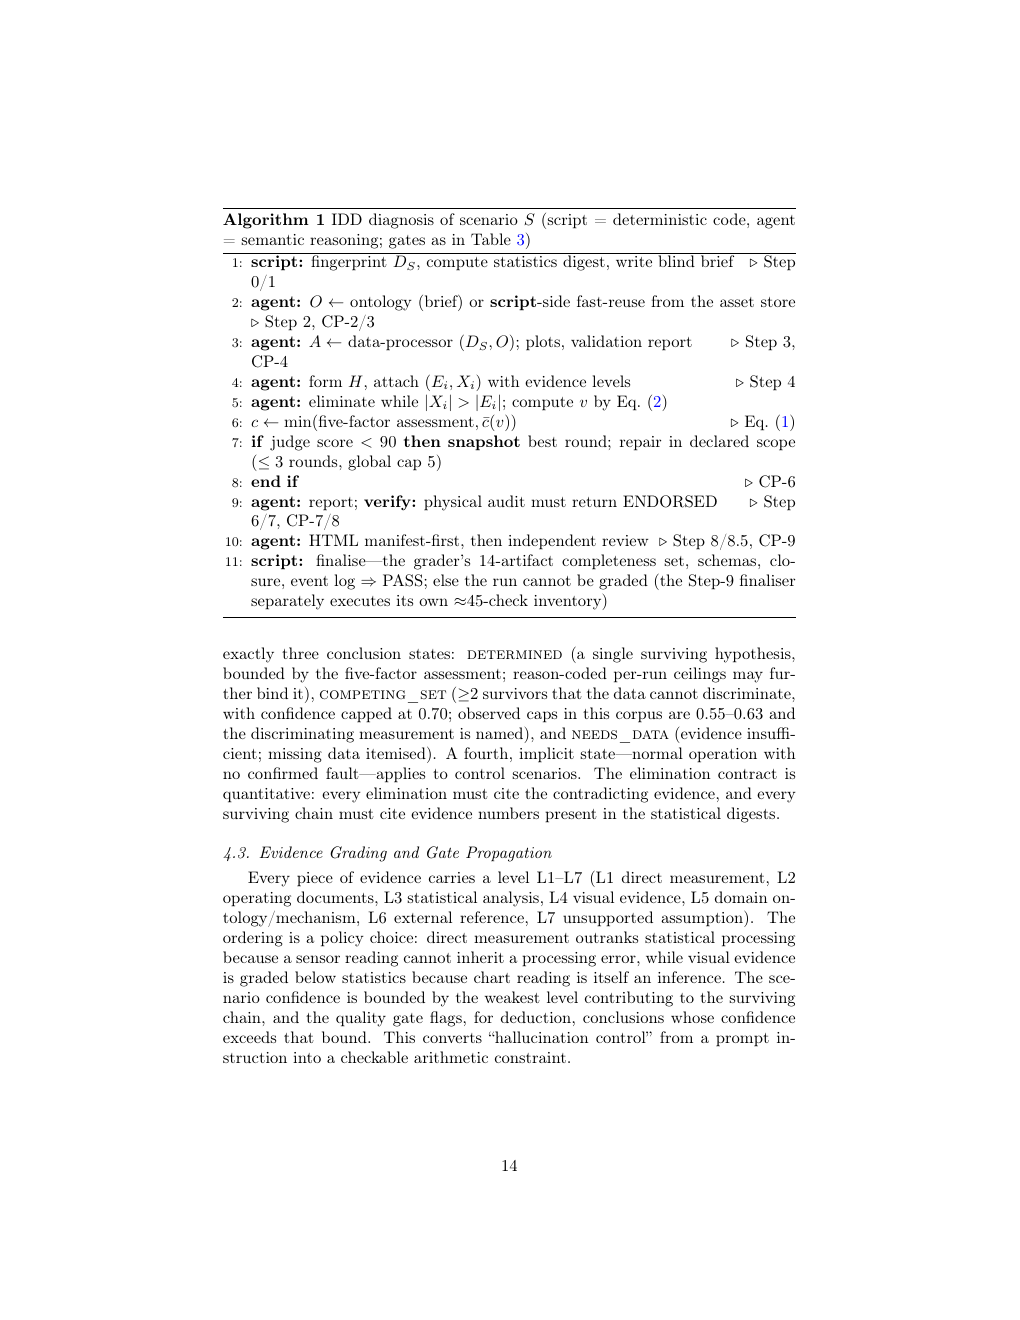 Algorithm 1 IDD diagnosis of scenario S (script = deterministic code, agent
= semantic reasoning; gates as in Table 3)
1: script: fingerprint D_S, compute statistics digest, write blind brief ▷ Step
0/1
2: agent: O ← ontology (brief) or script-side fast-reuse from the asset store
▷ Step 2, CP-2/3
3: agent: A ← data-processor (D_S, O); plots, validation report ▷ Step 3,
CP-4
4: agent: form H, attach (E_i, X_i) with evidence levels ▷ Step 4
5: agent: eliminate while |X_i| > |E_i|; compute v by Eq. (2)
6: c ← min(five-factor assessment, c̄(v)) ▷ Eq. (1)
7: if judge score < 90 then snapshot best round; repair in declared scope
(≤ 3 rounds, global cap 5)
8: end if ▷ CP-6
9: agent: report; verify: physical audit must return ENDORSED ▷ Step
6/7, CP-7/8
10: agent: HTML manifest-first, then independent review ▷ Step 8/8.5, CP-9
11: script: finalise—the grader's 14-artifact completeness set, schemas, clo-
sure, event log ⇒ PASS; else the run cannot be graded (the Step-9 finaliser
separately executes its own ≈45-check inventory)
exactly three conclusion states: DETERMINED (a single surviving hypothesis,
bounded by the five-factor assessment; reason-coded per-run ceilings may fur-
ther bind it), COMPETING_SET (≥2 survivors that the data cannot discriminate,
with confidence capped at 0.70; observed caps in this corpus are 0.55–0.63 and
the discriminating measurement is named), and NEEDS_DATA (evidence insuffi-
cient; missing data itemised). A fourth, implicit state—normal operation with
no confirmed fault—applies to control scenarios. The elimination contract is
quantitative: every elimination must cite the contradicting evidence, and every
surviving chain must cite evidence numbers present in the statistical digests.
4.3. Evidence Grading and Gate Propagation
Every piece of evidence carries a level L1–L7 (L1 direct measurement, L2
operating documents, L3 statistical analysis, L4 visual evidence, L5 domain on-
tology/mechanism, L6 external reference, L7 unsupported assumption). The
ordering is a policy choice: direct measurement outranks statistical processing
because a sensor reading cannot inherit a processing error, while visual evidence
is graded below statistics because chart reading is itself an inference. The sce-
nario confidence is bounded by the weakest level contributing to the surviving
chain, and the quality gate flags, for deduction, conclusions whose confidence
exceeds that bound. This converts “hallucination control” from a prompt in-
struction into a checkable arithmetic constraint.
14